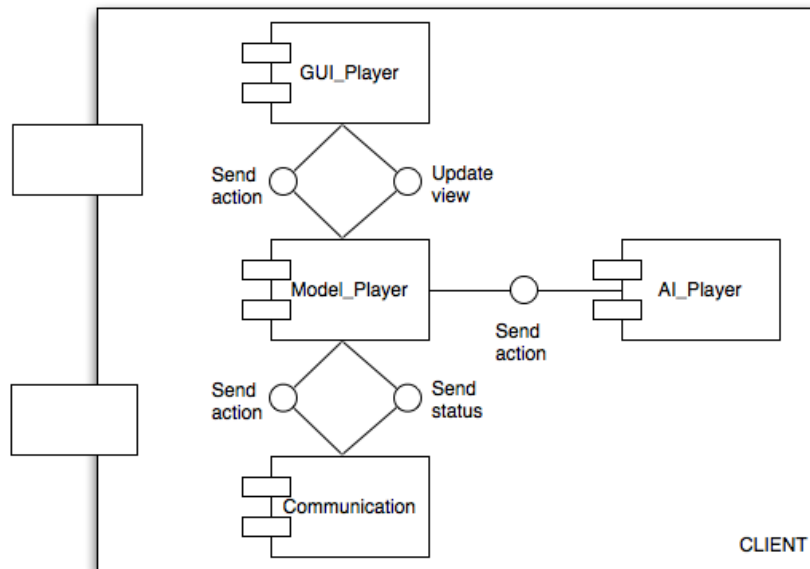 GUI_Player
Send
action
Update
view
Model_Player
AI_Player
Send
action
Send
action
Send
status
Communication
CLIENT